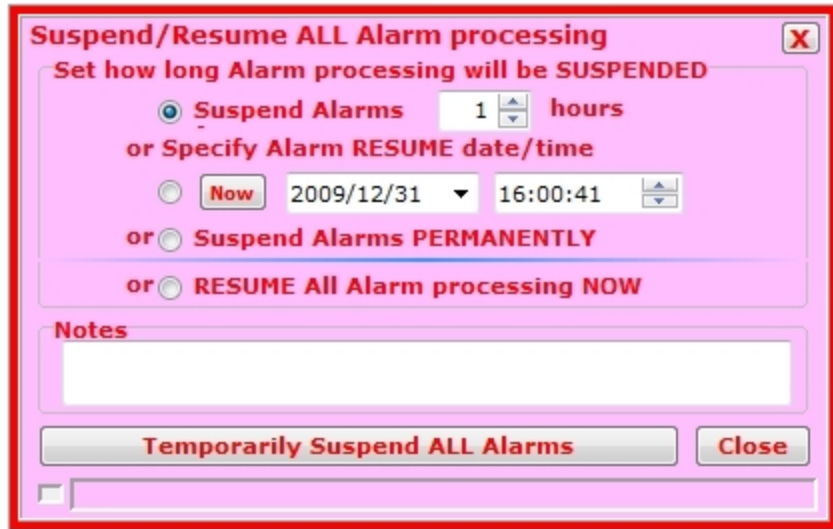 Suspend/Resume ALL Alarm processing X
Set how long Alarm processing will be SUSPENDED
Suspend Alarms 1 hours
or Specify Alarm RESUME date/time
Now 2009/12/31 16:00:41
or Suspend Alarms PERMANENTLY
or RESUME All Alarm processing NOW
Notes
Temporarily Suspend ALL Alarms Close